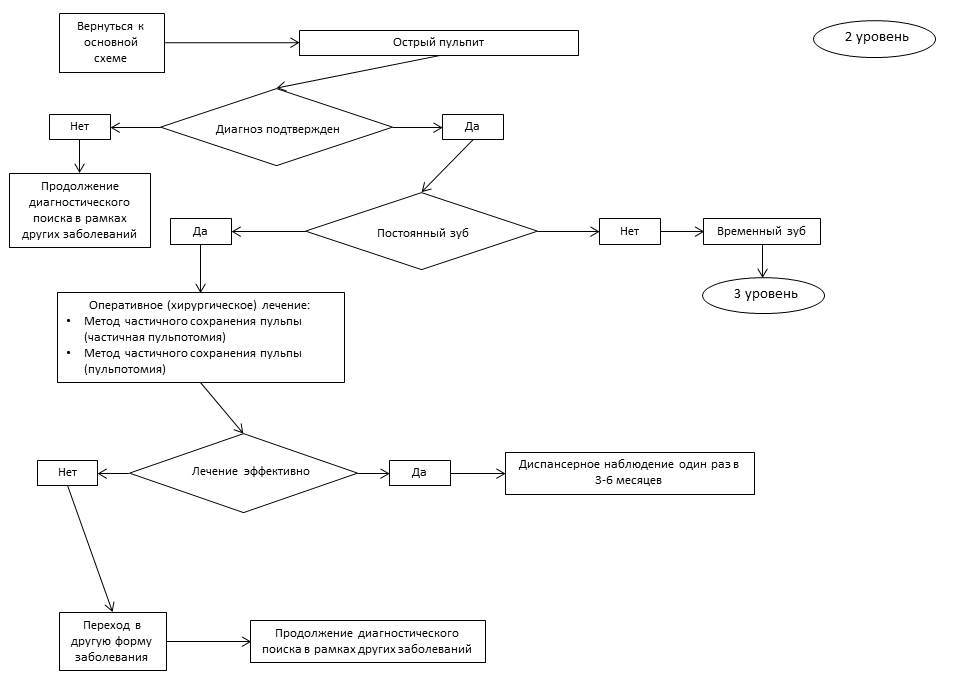 Вернуться к
основной
схеме
Острый пульпит
2 уровень
Диагноз подтвержден
Нет
Да
Продолжение
диагностического
поиска в рамках
других заболеваний
Да
Постоянный зуб
Нет
Временный зуб
3 уровень
Оперативное (хирургическое) лечение:
• Метод частичного сохранения пульпы
(частичная пульпотомия)
• Метод частичного сохранения пульпы
(пульпотомия)
Нет
Лечение эффективно
Да
Диспансерное наблюдение один раз в
3-6 месяцев
Переход в
другую форму
заболевания
Продолжение диагностического
поиска в рамках других заболеваний